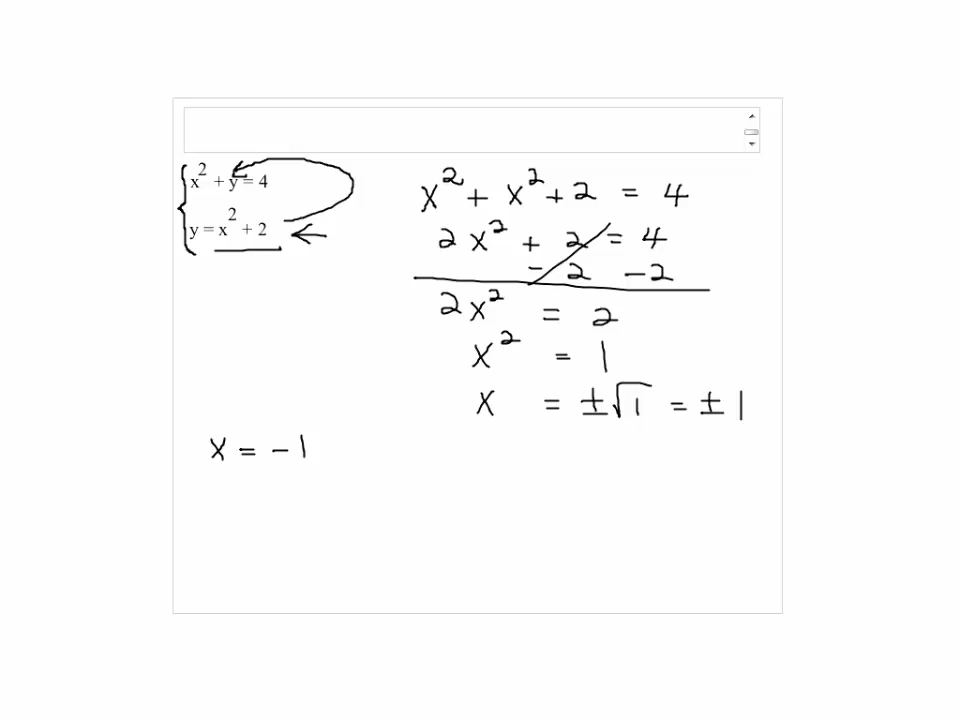 x² + y = 4
y = x² + 2
x² + x² + 2 = 4
2x² + 2 = 4
- 2 - 2
2x² = 2
x² = 1
x = ±√1 = ± 1
x = - 1